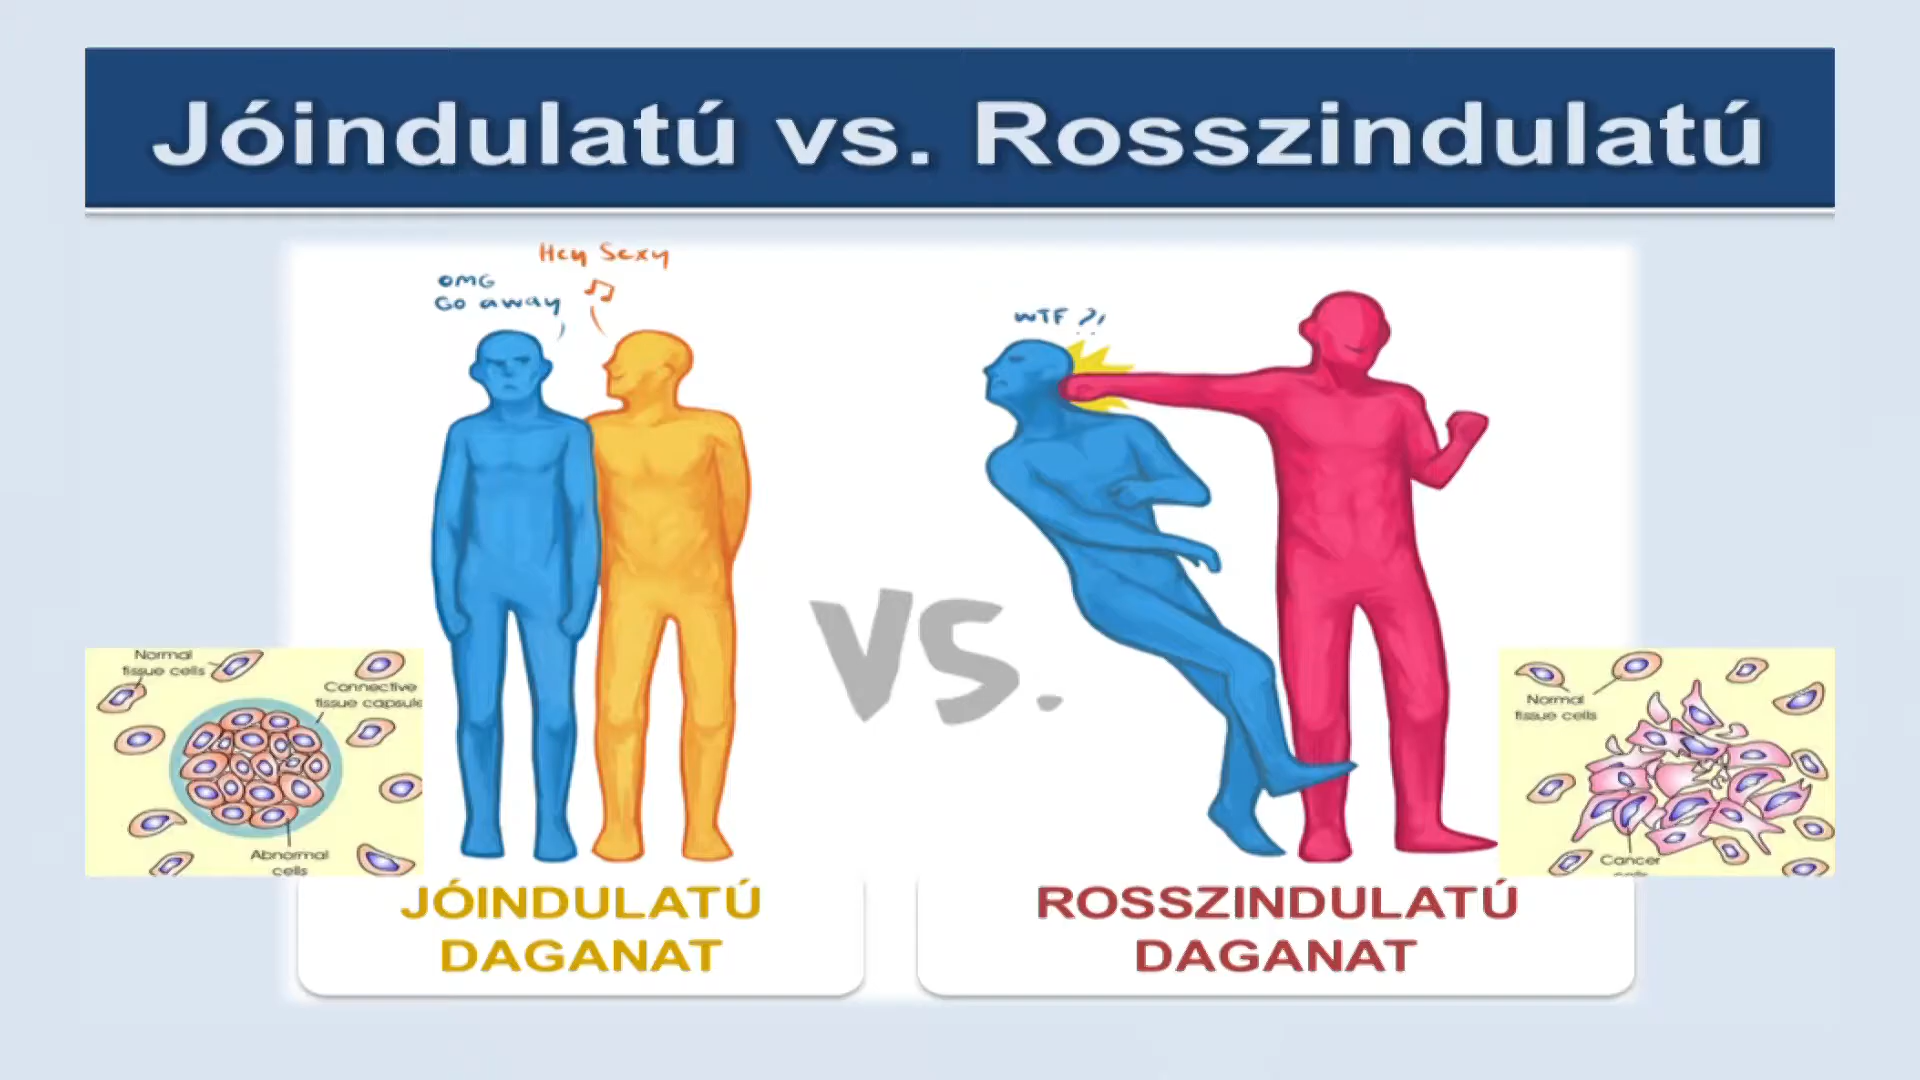 Jóindulatú vs. Rosszindulatú
Hey Sexy
OMG
Go away
WTF ?!
VS.
Normal
tissue cells
Connective
tissue capsule
Abnormal
cells
Normal
tissue cells
Cancer
JÓINDULATÚ
DAGANAT
ROSSZINDULATÚ
DAGANAT